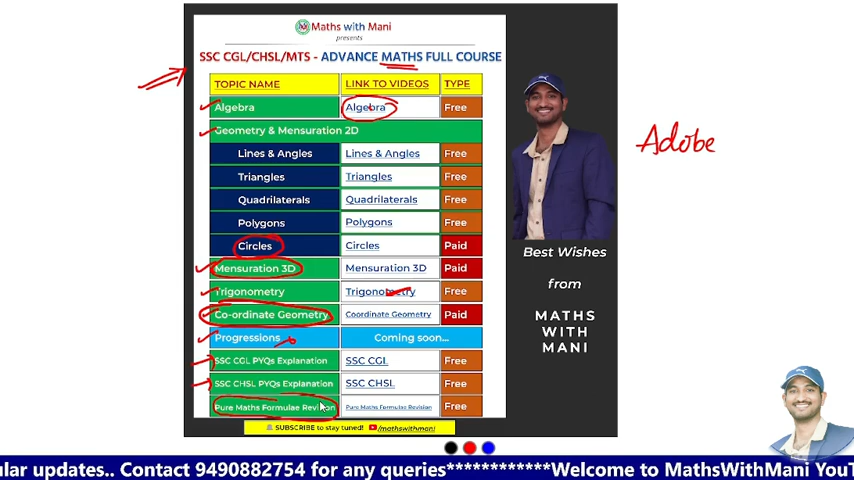 Maths with Mani
presents
SSC CGL/CHSL/MTS - ADVANCE MATHS FULL COURSE
TOPIC NAME LINK TO VIDEOS TYPE
Algebra Algebra Free
Geometry & Mensuration 2D
Lines & Angles Lines & Angles Free
Triangles Triangles Free
Quadrilaterals Quadrilaterals Free
Polygons Polygons Free
Circles Circles Paid
Mensuration 3D Mensuration 3D Paid
Trigonometry Trigonometry Free
Co-ordinate Geometry Coordinate Geometry Paid
Progressions Coming soon...
SSC CGL PYQs Explanation SSC CGL Free
SSC CHSL PYQs Explanation SSC CHSL Free
Pure Maths Formulae Revision Pure Maths Formulae Revision Free
SUBSCRIBE to stay tuned! /mathswithmani
Adobe
Best Wishes
from
MATHS
WITH
MANI
ular updates.. Contact 9490882754 for any queries************Welcome to MathsWithMani YouT